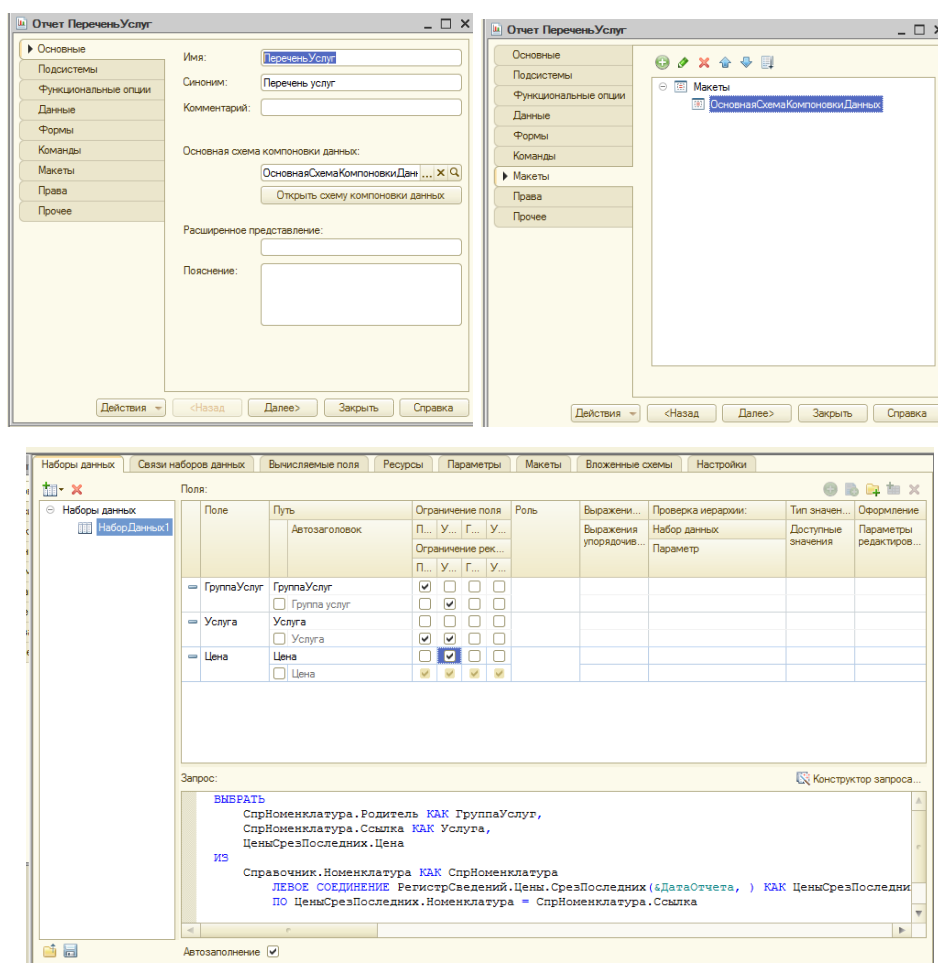 Отчет ПереченьУслуг
Основные
Подсистемы
Функциональные опции
Данные
Формы
Команды
Макеты
Права
Прочее
Имя:
ПереченьУслуг
Синоним:
Перечень услуг
Комментарий:
Основная схема компоновки данных:
ОсновнаяСхемаКомпоновкиДанн ...
Открыть схему компоновки данных
Расширенное представление:
Пояснение:
Действия
<Назад
Далее>
Закрыть
Справка
Отчет ПереченьУслуг
Основные
Подсистемы
Функциональные опции
Данные
Формы
Команды
Макеты
Права
Прочее
Макеты
ОсновнаяСхемаКомпоновкиДанных
Действия
<Назад
Далее>
Закрыть
Справка
Наборы данных Связи наборов данных Вычисляемые поля Ресурсы Параметры Макеты Вложенные схемы Настройки
Наборы данных
НаборДанных1
Поля:
Поле Путь Ограничение поля Роль Выражени... Проверка иерархии: Тип значен... Оформление
Автозаголовок П... У... Г... У... Выражения упорядочив... Набор данных Доступные значения Параметры редактиров...
Ограничение рек... Параметр
П... У... Г... У...
ГруппаУслуг ГруппаУслуг
Группа услуг
Услуга Услуга
Услуга
Цена Цена
Цена
Запрос:
Конструктор запроса...
ВЫБРАТЬ
СпрНоменклатура.Родитель КАК ГруппаУслуг,
СпрНоменклатура.Ссылка КАК Услуга,
ЦеныСрезПоследних.Цена
ИЗ
Справочник.Номенклатура КАК СпрНоменклатура
ЛЕВОЕ СОЕДИНЕНИЕ РегистрСведений.Цены.СрезПоследних(&ДатаОтчета, ) КАК ЦеныСрезПоследни
ПО ЦеныСрезПоследних.Номенклатура = СпрНоменклатура.Ссылка
Автозаполнение